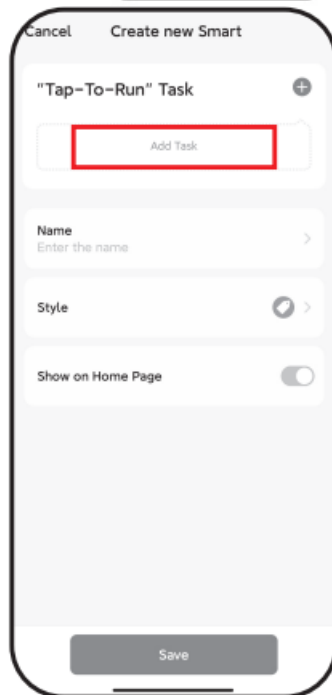 Cancel Create new Smart
"Tap-To-Run" Task
Add Task
Name
Enter the name
Style
Show on Home Page
Save